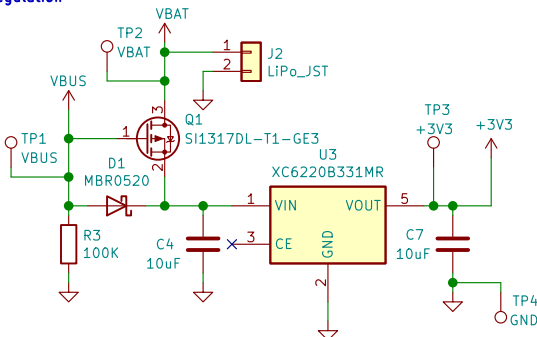 egulation
VBAT
TP2
VBAT
1
2
J2
LiPo_JST
VBUS
3
Q1
1
SI1317DL-T1-GE3
2
TP1
VBUS
D1
MBR0520
TP3
+3V3
+3V3
U3
XC6220B331MR
1
VIN
VOUT
5
3
CE
GND
2
R3
100K
C4
10uF
C7
10uF
TP4
GND